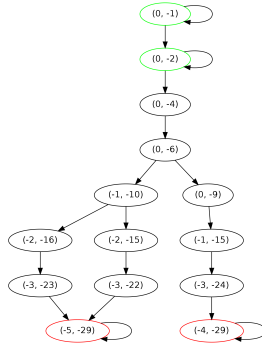 (0, -1)
(0, -2)
(0, -4)
(0, -6)
(-1, -10) (0, -9)
(-2, -16) (-2, -15) (-1, -15)
(-3, -23) (-3, -22) (-3, -24)
(-5, -29) (-4, -29)